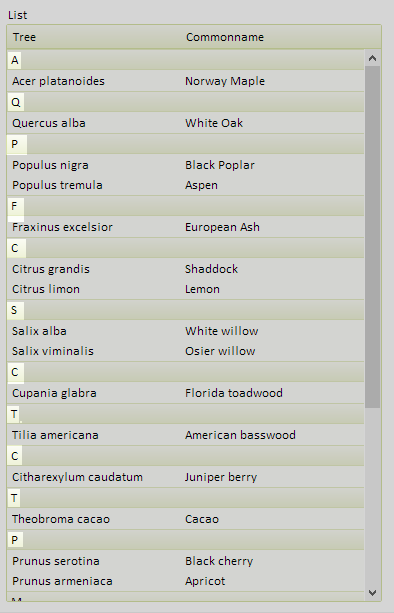 List
Tree Commonname
A
Acer platanoides Norway Maple
Q
Quercus alba White Oak
P
Populus nigra Black Poplar
Populus tremula Aspen
F
Fraxinus excelsior European Ash
C
Citrus grandis Shaddock
Citrus limon Lemon
S
Salix alba White willow
Salix viminalis Osier willow
C
Cupania glabra Florida toadwood
T
Tilia americana American basswood
C
Citharexylum caudatum Juniper berry
T
Theobroma cacao Cacao
P
Prunus serotina Black cherry
Prunus armeniaca Apricot
M